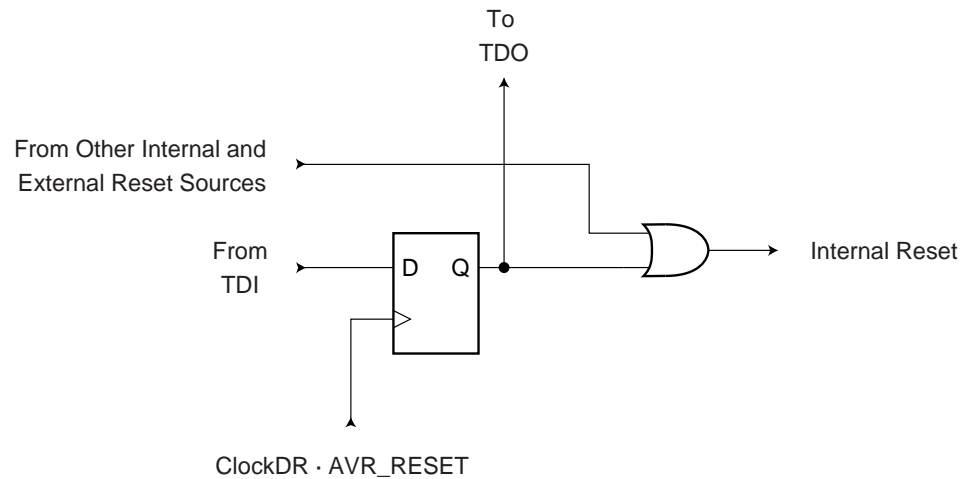 To
TDO
From Other Internal and
External Reset Sources
From
TDI
D Q
Internal Reset
ClockDR · AVR_RESET